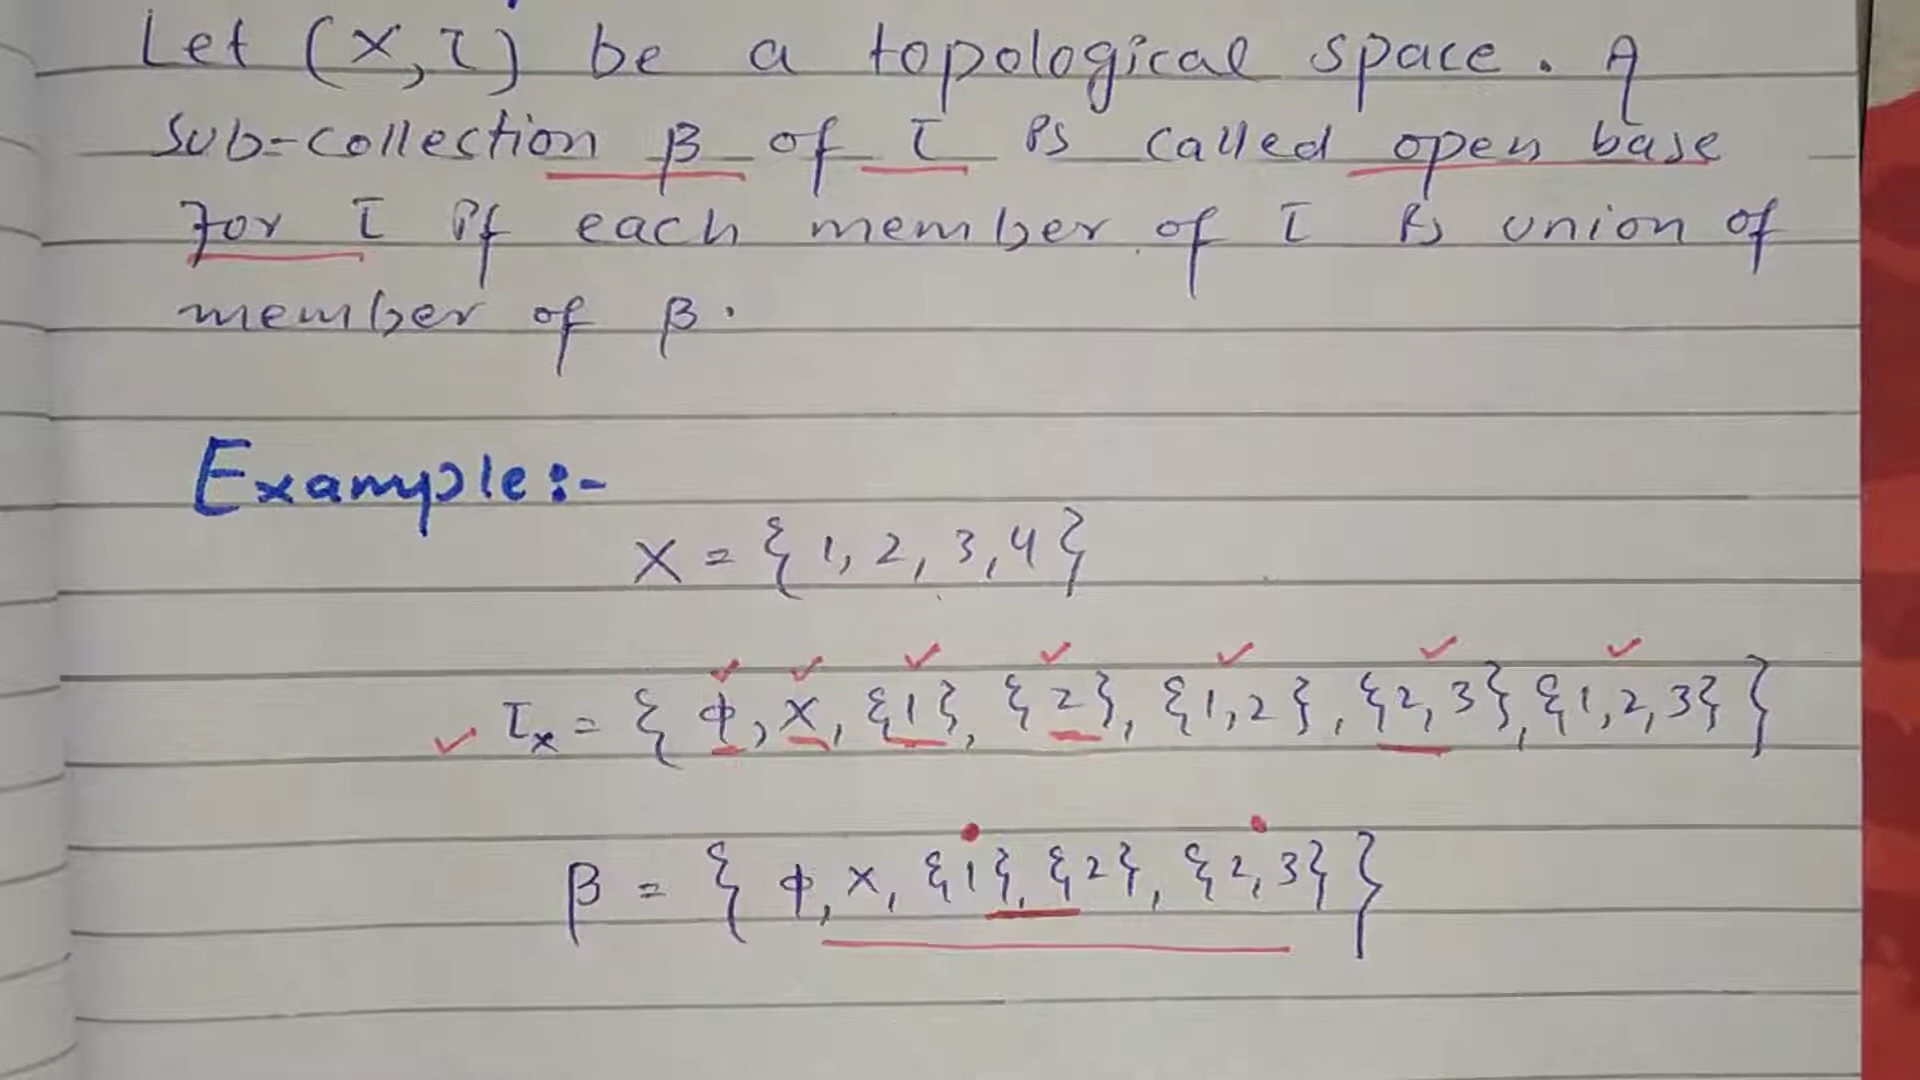 Let (X, τ) be a topological space. A
sub-collection β of τ is called open base
for τ if each member of τ is union of
member of β.
Example:-
X = {1, 2, 3, 4}
τₓ = { φ, X, {1}, {2}, {1, 2}, {2, 3}, {1, 2, 3} }
β = { φ, X, {1}, {2}, {2, 3} }